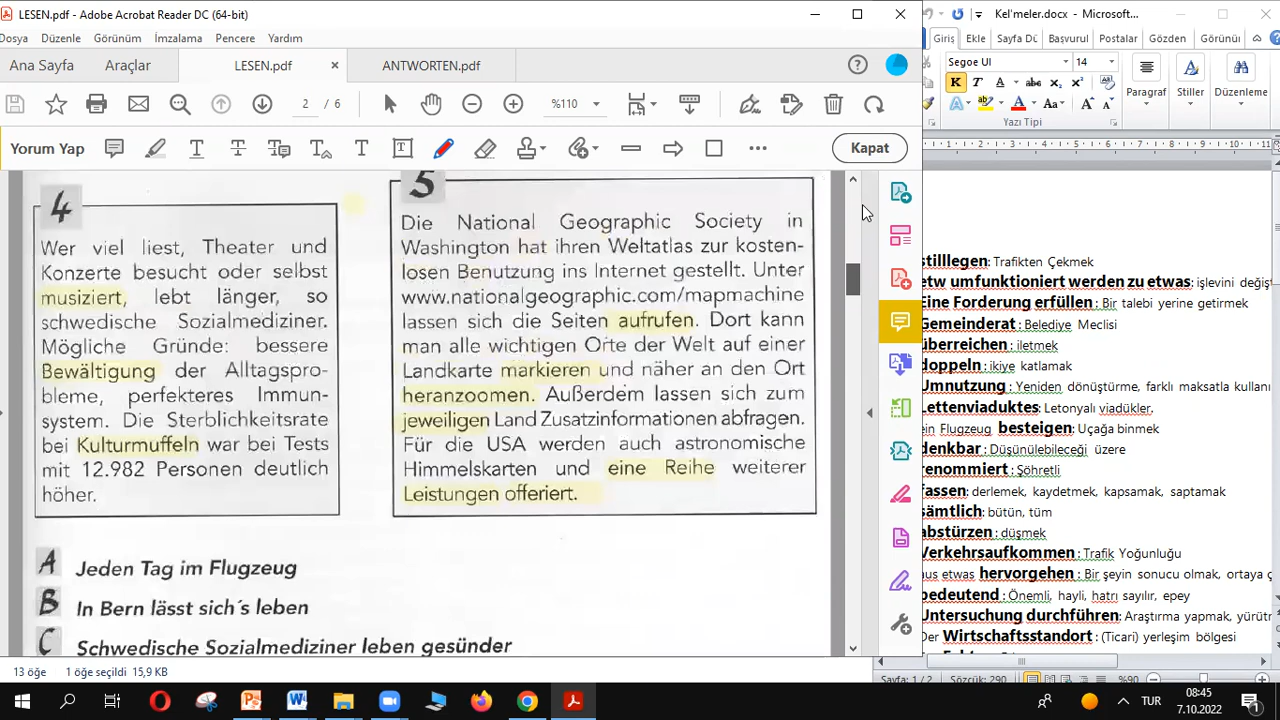 LESEN.pdf - Adobe Acrobat Reader DC (64-bit)
Dosya Düzenle Görünüm İmzalama Pencere Yardım
Ana Sayfa Araçlar LESEN.pdf × ANTWORTEN.pdf
2 / 6 %110
Yorum Yap Kapat
4
Wer viel liest, Theater und
Konzerte besucht oder selbst
musiziert, lebt länger, so
schwedische Sozialmediziner.
Mögliche Gründe: bessere
Bewältigung der Alltagspro-
bleme, perfekteres Immun-
system. Die Sterblichkeitsrate
bei Kulturmuffeln war bei Tests
mit 12.982 Personen deutlich
höher.
5
Die National Geographic Society in
Washington hat ihren Weltatlas zur kosten-
losen Benutzung ins Internet gestellt. Unter
www.nationalgeographic.com/mapmachine
lassen sich die Seiten aufrufen. Dort kann
man alle wichtigen Orte der Welt auf einer
Landkarte markieren und näher an den Ort
heranzoomen. Außerdem lassen sich zum
jeweiligen Land Zusatzinformationen abfragen.
Für die USA werden auch astronomische
Himmelskarten und eine Reihe weiterer
Leistungen offeriert.
A Jeden Tag im Flugzeug
B In Bern lässt sich´s leben
C Schwedische Sozialmediziner leben gesünder
13 öğe 1 öğe seçildi 15,9 KB
Kel'meler.docx - Microsoft...
Giriş Ekle Sayfa Dü Başvurul Postalar Gözden Görünü
Segoe UI 14
K T A abc x₂ x²
Paragraf Stiller Düzenleme
Yazı Tipi
stilllegen: Trafikten Çekmek
etw umfunktioniert werden zu etwas: işlevini değiş
Eine Forderung erfüllen : Bir talebi yerine getirmek
Gemeinderat : Belediye Meclisi
überreichen : iletmek
doppeln : ikiye katlamak
Umnutzung : Yeniden dönüştürme, farklı maksatla kullanı
Lettenviaduktes: Letonyalı viadükler.
ein Flugzeug besteigen: Uçağa binmek
denkbar : Düşünülebileceği üzere
renommiert : Şöhretli
fassen: derlemek, kaydetmek, kapsamak, saptamak
sämtlich: bütün, tüm
abstürzen : düşmek
Verkehrsaufkommen : Trafik Yoğunluğu
aus etwas hervorgehen : Bir şeyin sonucu olmak, ortaya ç
bedeutend : Önemli, hayli, hatrı sayılır, epey
Untersuchung durchführen: Araştırma yapmak, yürütm
Der Wirtschaftsstandort : (Ticari) yerleşim bölgesi
Sayfa: 1 / 2 Sözcük: 290 %90
TUR 08:45
7.10.2022